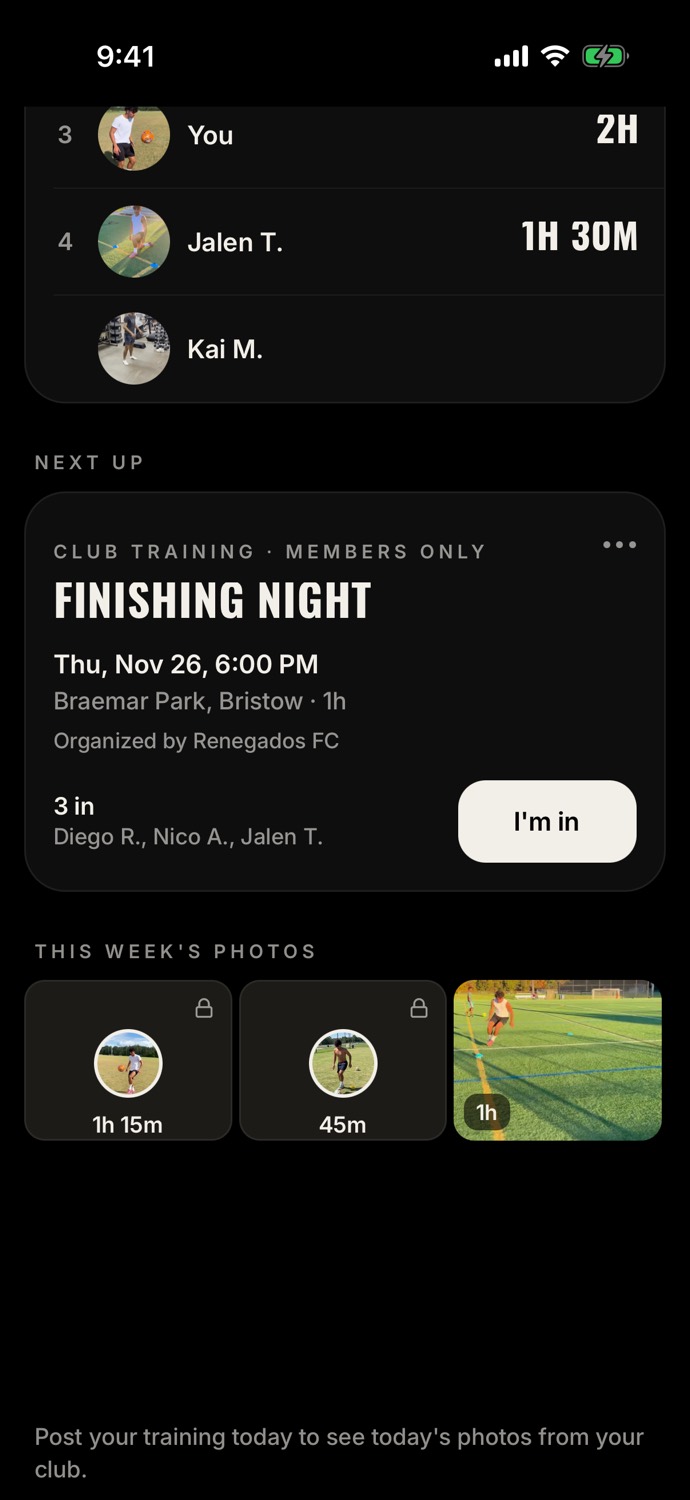 9:41
3 You 2H
4 Jalen T. 1H 30M
Kai M.
NEXT UP
CLUB TRAINING · MEMBERS ONLY
FINISHING NIGHT
Thu, Nov 26, 6:00 PM
Braemar Park, Bristow · 1h
Organized by Renegados FC
3 in
Diego R., Nico A., Jalen T.
I'm in
THIS WEEK'S PHOTOS
1h 15m
45m
1h
Post your training today to see today's photos from your
club.